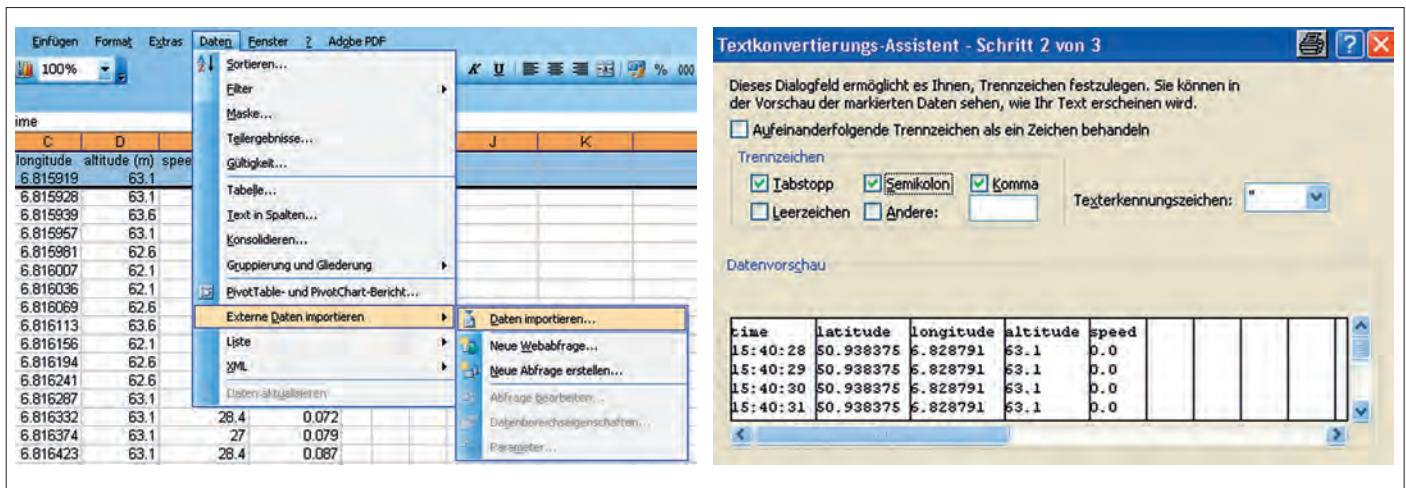 Einfügen Format Extras Daten Fenster ? Adobe PDF
100% K U % 000
ime
C D J K
longitude altitude (m) spee
6.815919 63.1
6.815928 63.1
6.815939 63.6
6.815957 63.1
6.815981 62.6
6.816007 62.1
6.816036 62.1
6.816069 62.6
6.816113 63.6
6.816156 62.1
6.816194 62.6
6.816241 62.6
6.816287 63.1
6.816332 63.1 28.4 0.072
6.816374 63.1 27 0.079
6.816423 63.1 28.4 0.087
Sortieren...
Filter
Maske...
Teilergebnisse...
Gültigkeit...
Tabelle...
Text in Spalten...
Konsolidieren...
Gruppierung und Gliederung
PivotTable- und PivotChart-Bericht...
Externe Daten importieren
Liste
XML
Daten aktualisieren
Daten importieren...
Neue Webabfrage...
Neue Abfrage erstellen...
Abfrage bearbeiten...
Datenbereichseigenschaften...
Parameter...
Textkonvertierungs-Assistent - Schritt 2 von 3
Dieses Dialogfeld ermöglicht es Ihnen, Trennzeichen festzulegen. Sie können in
der Vorschau der markierten Daten sehen, wie Ihr Text erscheinen wird.
Aufeinanderfolgende Trennzeichen als ein Zeichen behandeln
Trennzeichen
Tabstopp Semikolon Komma
Leerzeichen Andere:
Texterkennungszeichen: "
Datenvorschau
time latitude longitude altitude speed
15:40:28 50.938375 6.828791 63.1 0.0
15:40:29 50.938375 6.828791 63.1 0.0
15:40:30 50.938375 6.828791 63.1 0.0
15:40:31 50.938375 6.828791 63.1 0.0